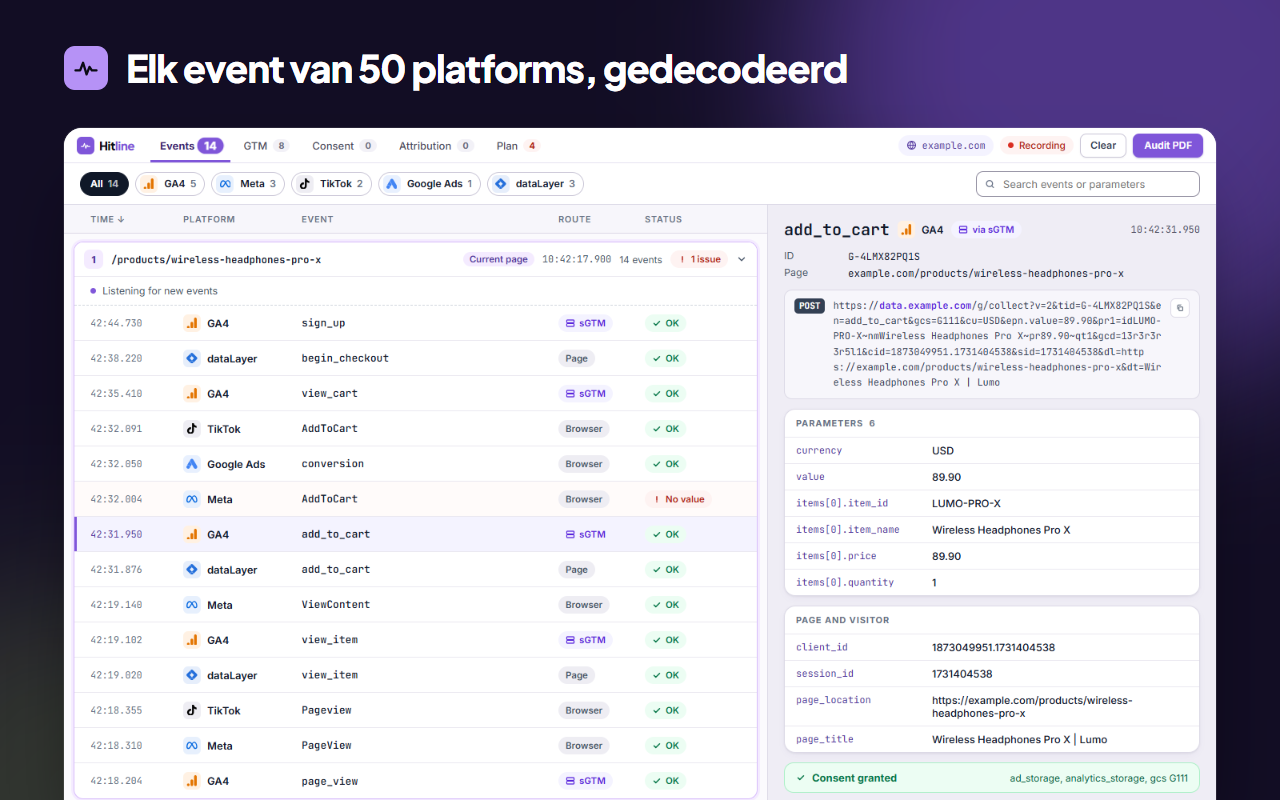 Elk event van 50 platforms, gedecodeerd
Hitline Events 14 GTM 8 Consent 0 Attribution 0 Plan 4 example.com Recording Clear Audit PDF
All 14 GA4 5 Meta 3 TikTok 2 Google Ads 1 dataLayer 3 Search events or parameters
TIME ↓ PLATFORM EVENT ROUTE STATUS
1 /products/wireless-headphones-pro-x Current page 10:42:17.900 14 events ! 1 issue
Listening for new events
42:44.730 GA4 sign_up sGTM ✓ OK
42:38.220 dataLayer begin_checkout Page ✓ OK
42:35.410 GA4 view_cart sGTM ✓ OK
42:32.091 TikTok AddToCart Browser ✓ OK
42:32.050 Google Ads conversion Browser ✓ OK
42:32.004 Meta AddToCart Browser ! No value
42:31.950 GA4 add_to_cart sGTM ✓ OK
42:31.876 dataLayer add_to_cart Page ✓ OK
42:19.140 Meta ViewContent Browser ✓ OK
42:19.102 GA4 view_item sGTM ✓ OK
42:19.020 dataLayer view_item Page ✓ OK
42:18.355 TikTok Pageview Browser ✓ OK
42:18.310 Meta PageView Browser ✓ OK
42:18.204 GA4 page_view sGTM ✓ OK
add_to_cart GA4 via sGTM 10:42:31.950
ID G-4LMX82PQ1S
Page example.com/products/wireless-headphones-pro-x
POST https://data.example.com/g/collect?v=2&tid=G-4LMX82PQ1S&e
n=add_to_cart&gcs=G111&cu=USD&epn.value=89.90&pr1=idLUMO-
PRO-X~nmWireless Headphones Pro X~pr89.90~qt1&gcd=13r3r3r
3r5l1&cid=1873049951.1731404538&sid=1731404538&dl=http
s://example.com/products/wireless-headphones-pro-x&dt=Wir
eless Headphones Pro X | Lumo
PARAMETERS 6
currency USD
value 89.90
items[0].item_id LUMO-PRO-X
items[0].item_name Wireless Headphones Pro X
items[0].price 89.90
items[0].quantity 1
PAGE AND VISITOR
client_id 1873049951.1731404538
session_id 1731404538
page_location https://example.com/products/wireless-
headphones-pro-x
page_title Wireless Headphones Pro X | Lumo
✓ Consent granted ad_storage, analytics_storage, gcs G111